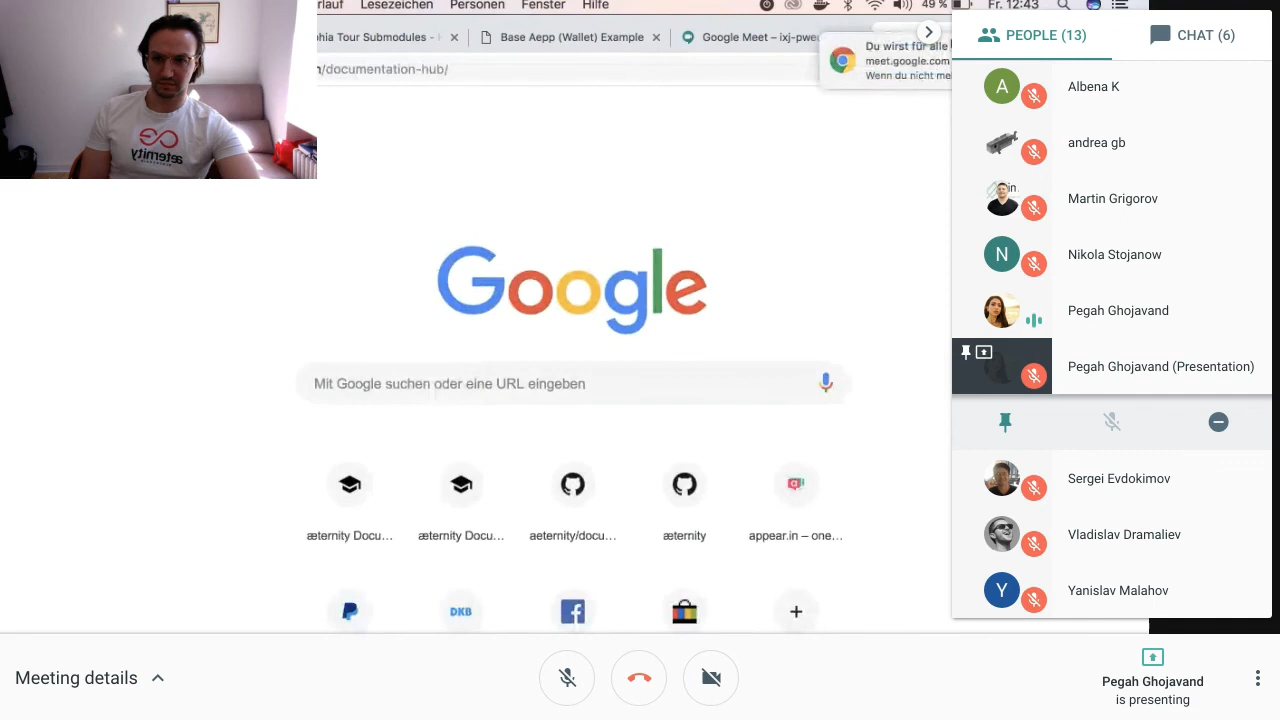 rlauf Lesezeichen Personen Fenster Hilfe 49 % Fr. 12:43
hia Tour Submodules - Base Aepp (Wallet) Example Google Meet – ixj-pwe
/documentation-hub/
Du wirst für alle
meet.google.com
Wenn du nicht me
æternity
Google
Mit Google suchen oder eine URL eingeben
æternity Docu... æternity Docu... aeternity/docu... æternity appear.in – one...
DKB
PEOPLE (13) CHAT (6)
A Albena K
andrea gb
in.
Martin Grigorov
N Nikola Stojanow
Pegah Ghojavand
Pegah Ghojavand (Presentation)
Sergei Evdokimov
Vladislav Dramaliev
Y Yanislav Malahov
Meeting details
Pegah Ghojavand
is presenting